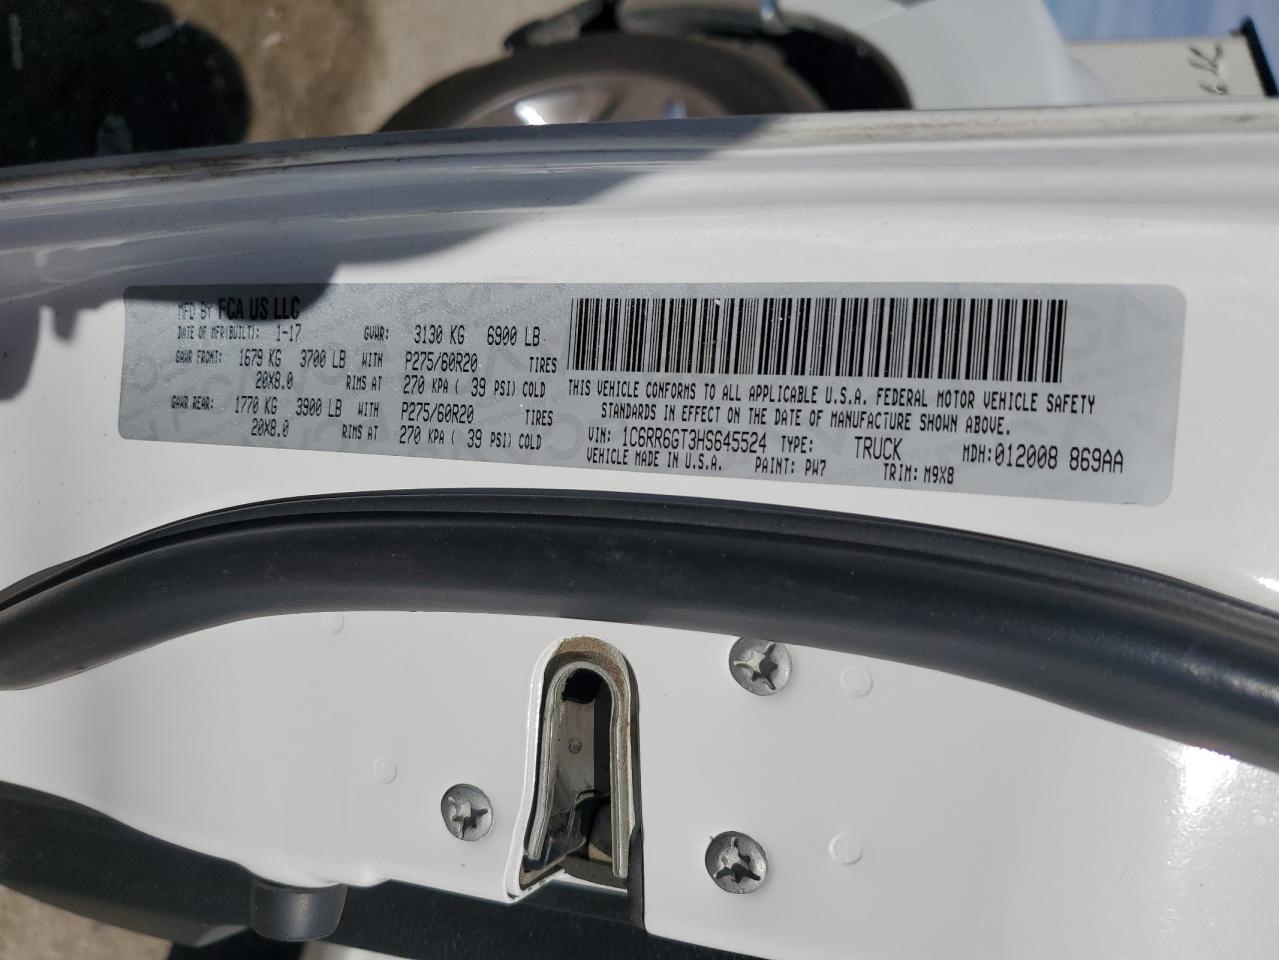 MFD BY FCA US LLC
DATE OF MFR(BUILT): 1-17 GVWR: 3130 KG 6900 LB
GAWR FRONT: 1679 KG 3700 LB WITH P275/60R20 TIRES
20X8.0 RIMS AT 270 KPA ( 39 PSI) COLD
GAWR REAR: 1770 KG 3900 LB WITH P275/60R20 TIRES
20X8.0 RIMS AT 270 KPA ( 39 PSI) COLD
THIS VEHICLE CONFORMS TO ALL APPLICABLE U.S.A. FEDERAL MOTOR VEHICLE SAFETY
STANDARDS IN EFFECT ON THE DATE OF MANUFACTURE SHOWN ABOVE.
VIN: 1C6RR6GT3HS645524 TYPE: TRUCK MDH: 012008 869AA
VEHICLE MADE IN U.S.A. PAINT: PW7 TRIM: M9X8